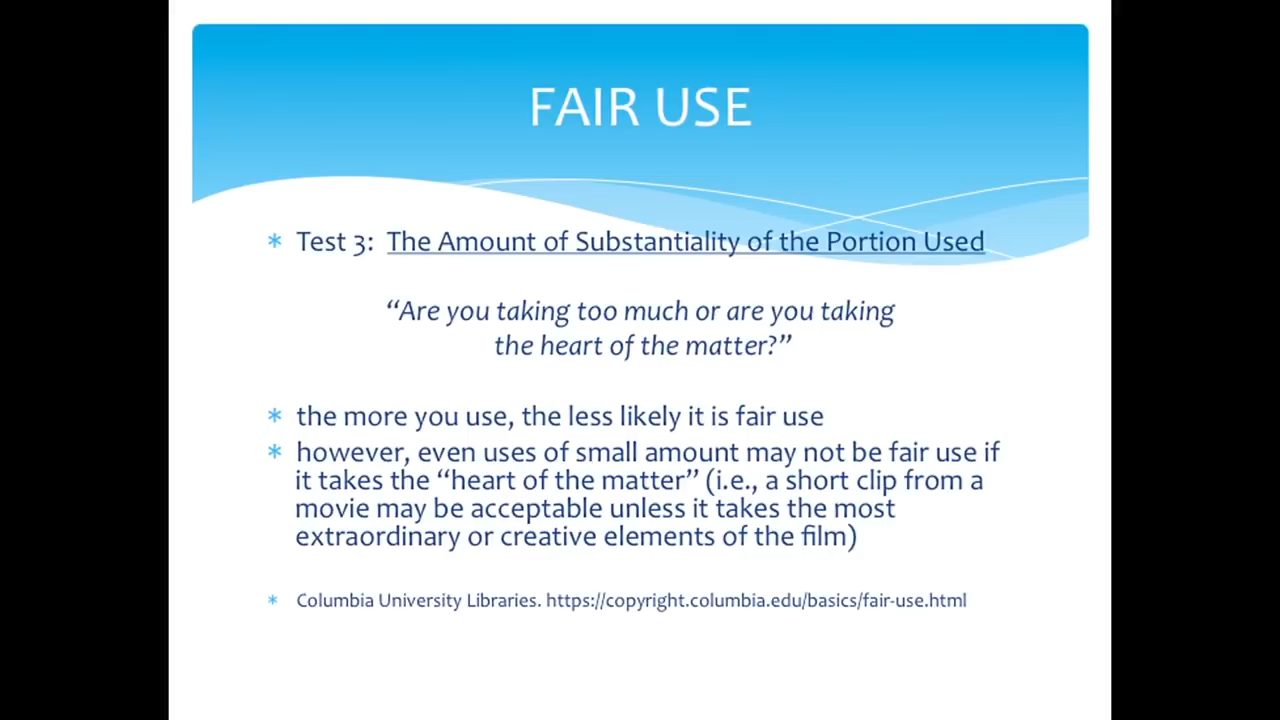 FAIR USE
* Test 3: The Amount of Substantiality of the Portion Used
“Are you taking too much or are you taking
the heart of the matter?”
* the more you use, the less likely it is fair use
* however, even uses of small amount may not be fair use if
it takes the “heart of the matter” (i.e., a short clip from a
movie may be acceptable unless it takes the most
extraordinary or creative elements of the film)
* Columbia University Libraries. https://copyright.columbia.edu/basics/fair-use.html